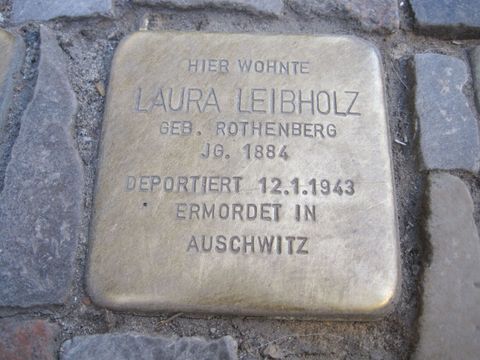 HIER WOHNTE
LAURA LEIBHOLZ
GEB. ROTHENBERG
JG. 1884
DEPORTIERT 12.1.1943
ERMORDET IN
AUSCHWITZ